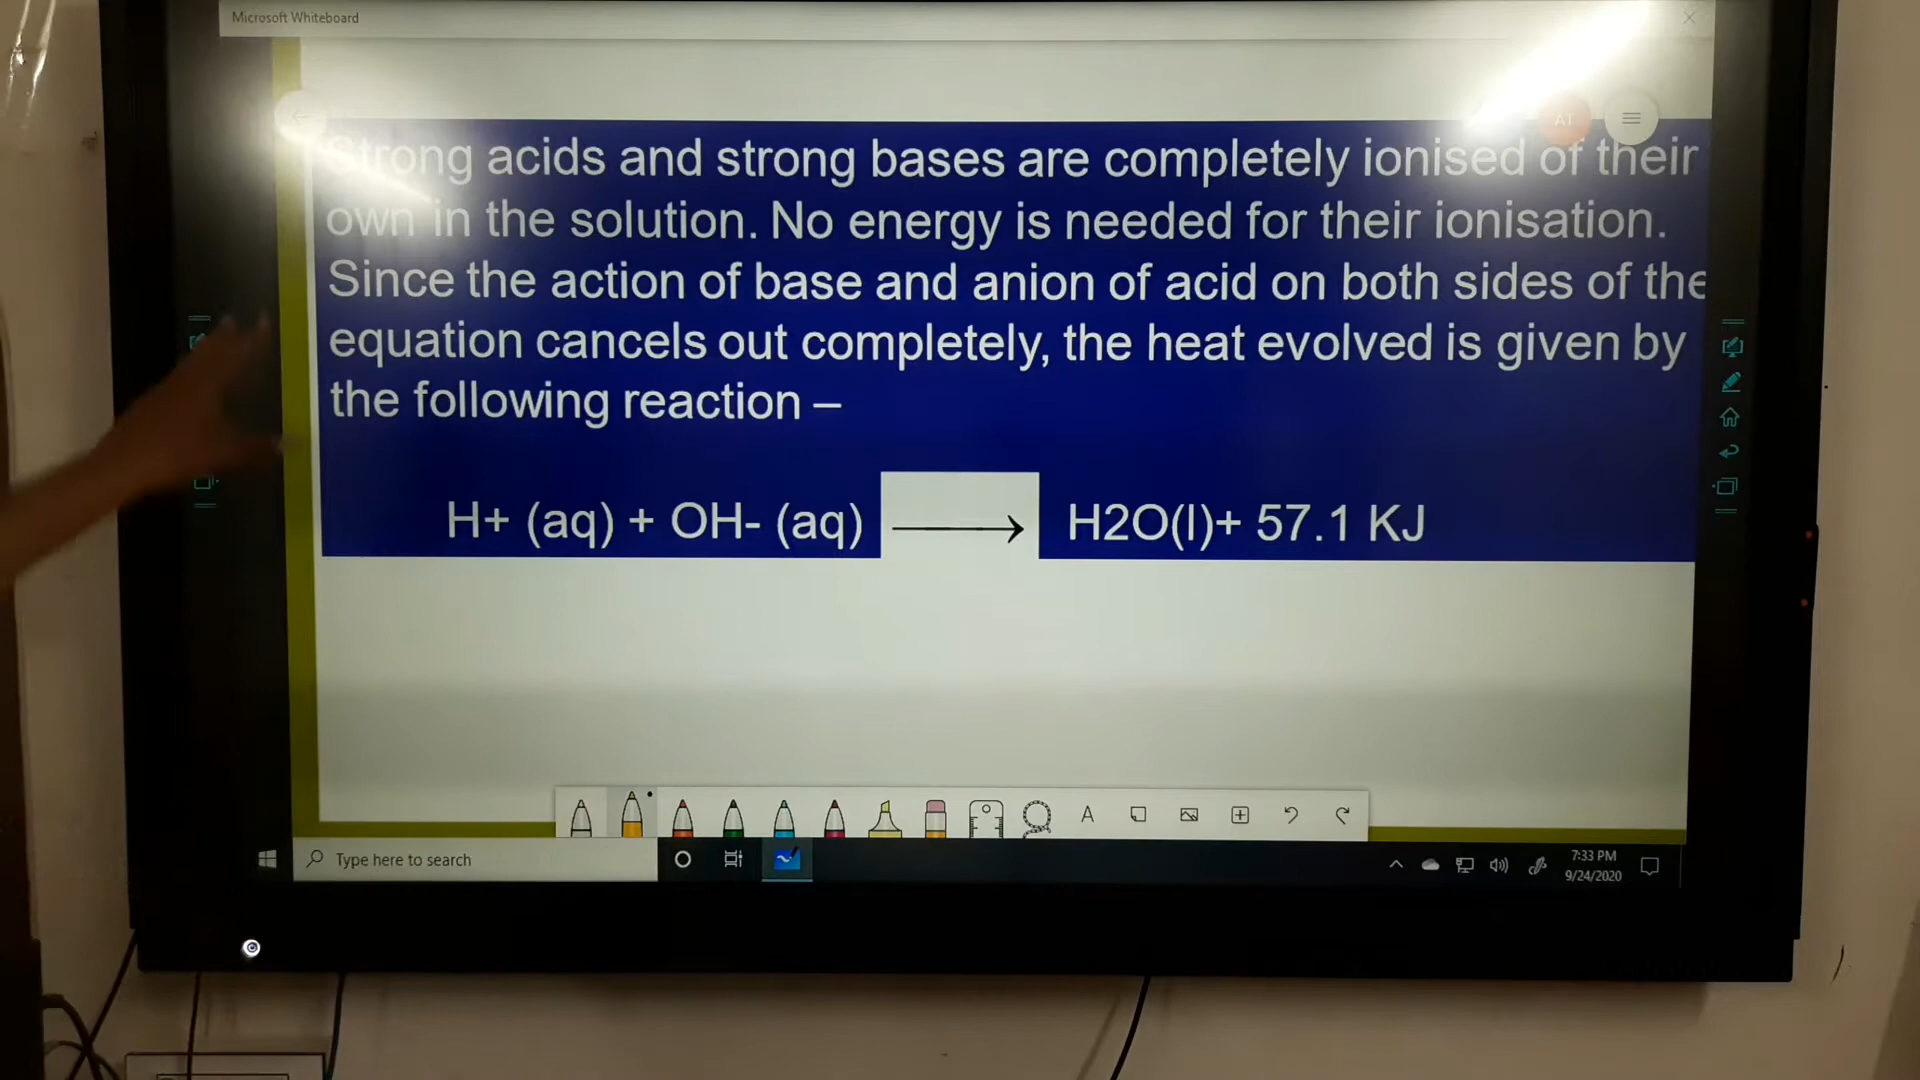 Microsoft Whiteboard
AT
Strong acids and strong bases are completely ionised of their
own in the solution. No energy is needed for their ionisation.
Since the action of base and anion of acid on both sides of the
equation cancels out completely, the heat evolved is given by
the following reaction –
H+ (aq) + OH- (aq) → H2O(l)+ 57.1 KJ
A
Type here to search
7:33 PM
9/24/2020